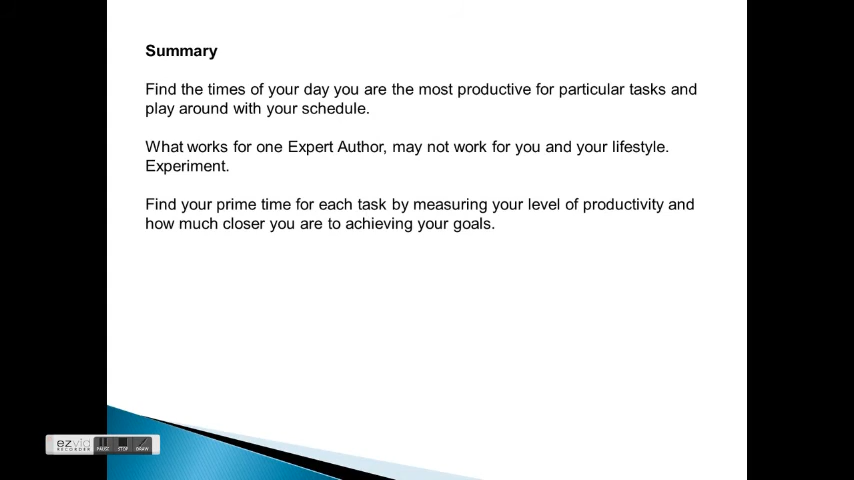 Summary
Find the times of your day you are the most productive for particular tasks and
play around with your schedule.
What works for one Expert Author, may not work for you and your lifestyle.
Experiment.
Find your prime time for each task by measuring your level of productivity and
how much closer you are to achieving your goals.
ezvid
RECORDER
PAUSE STOP DRAW